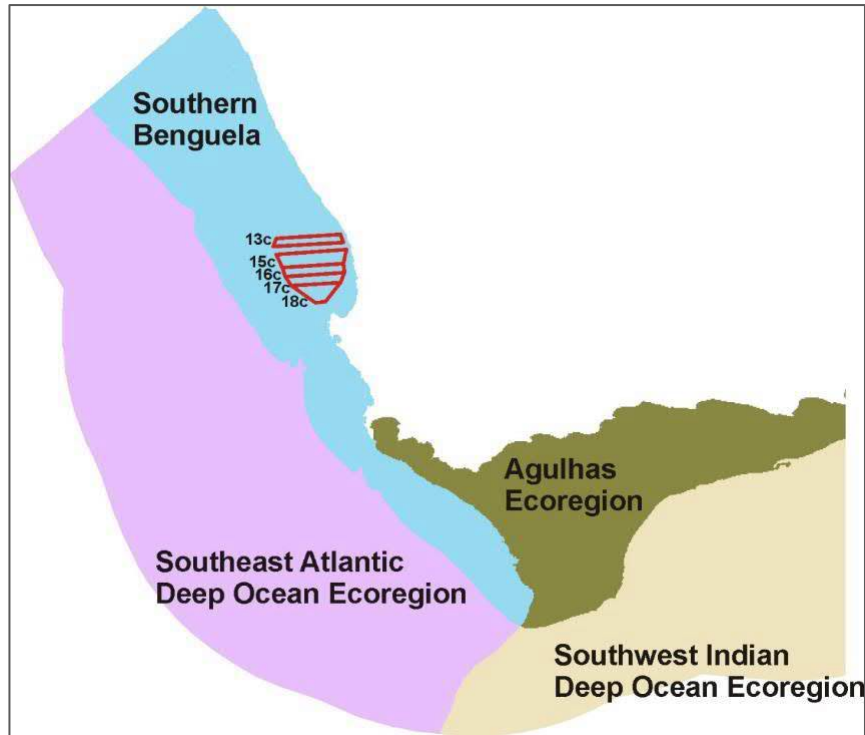 Southern
Benguela
13c
15c
16c
17c
18c
Agulhas
Ecoregion
Southeast Atlantic
Deep Ocean Ecoregion
Southwest Indian
Deep Ocean Ecoregion